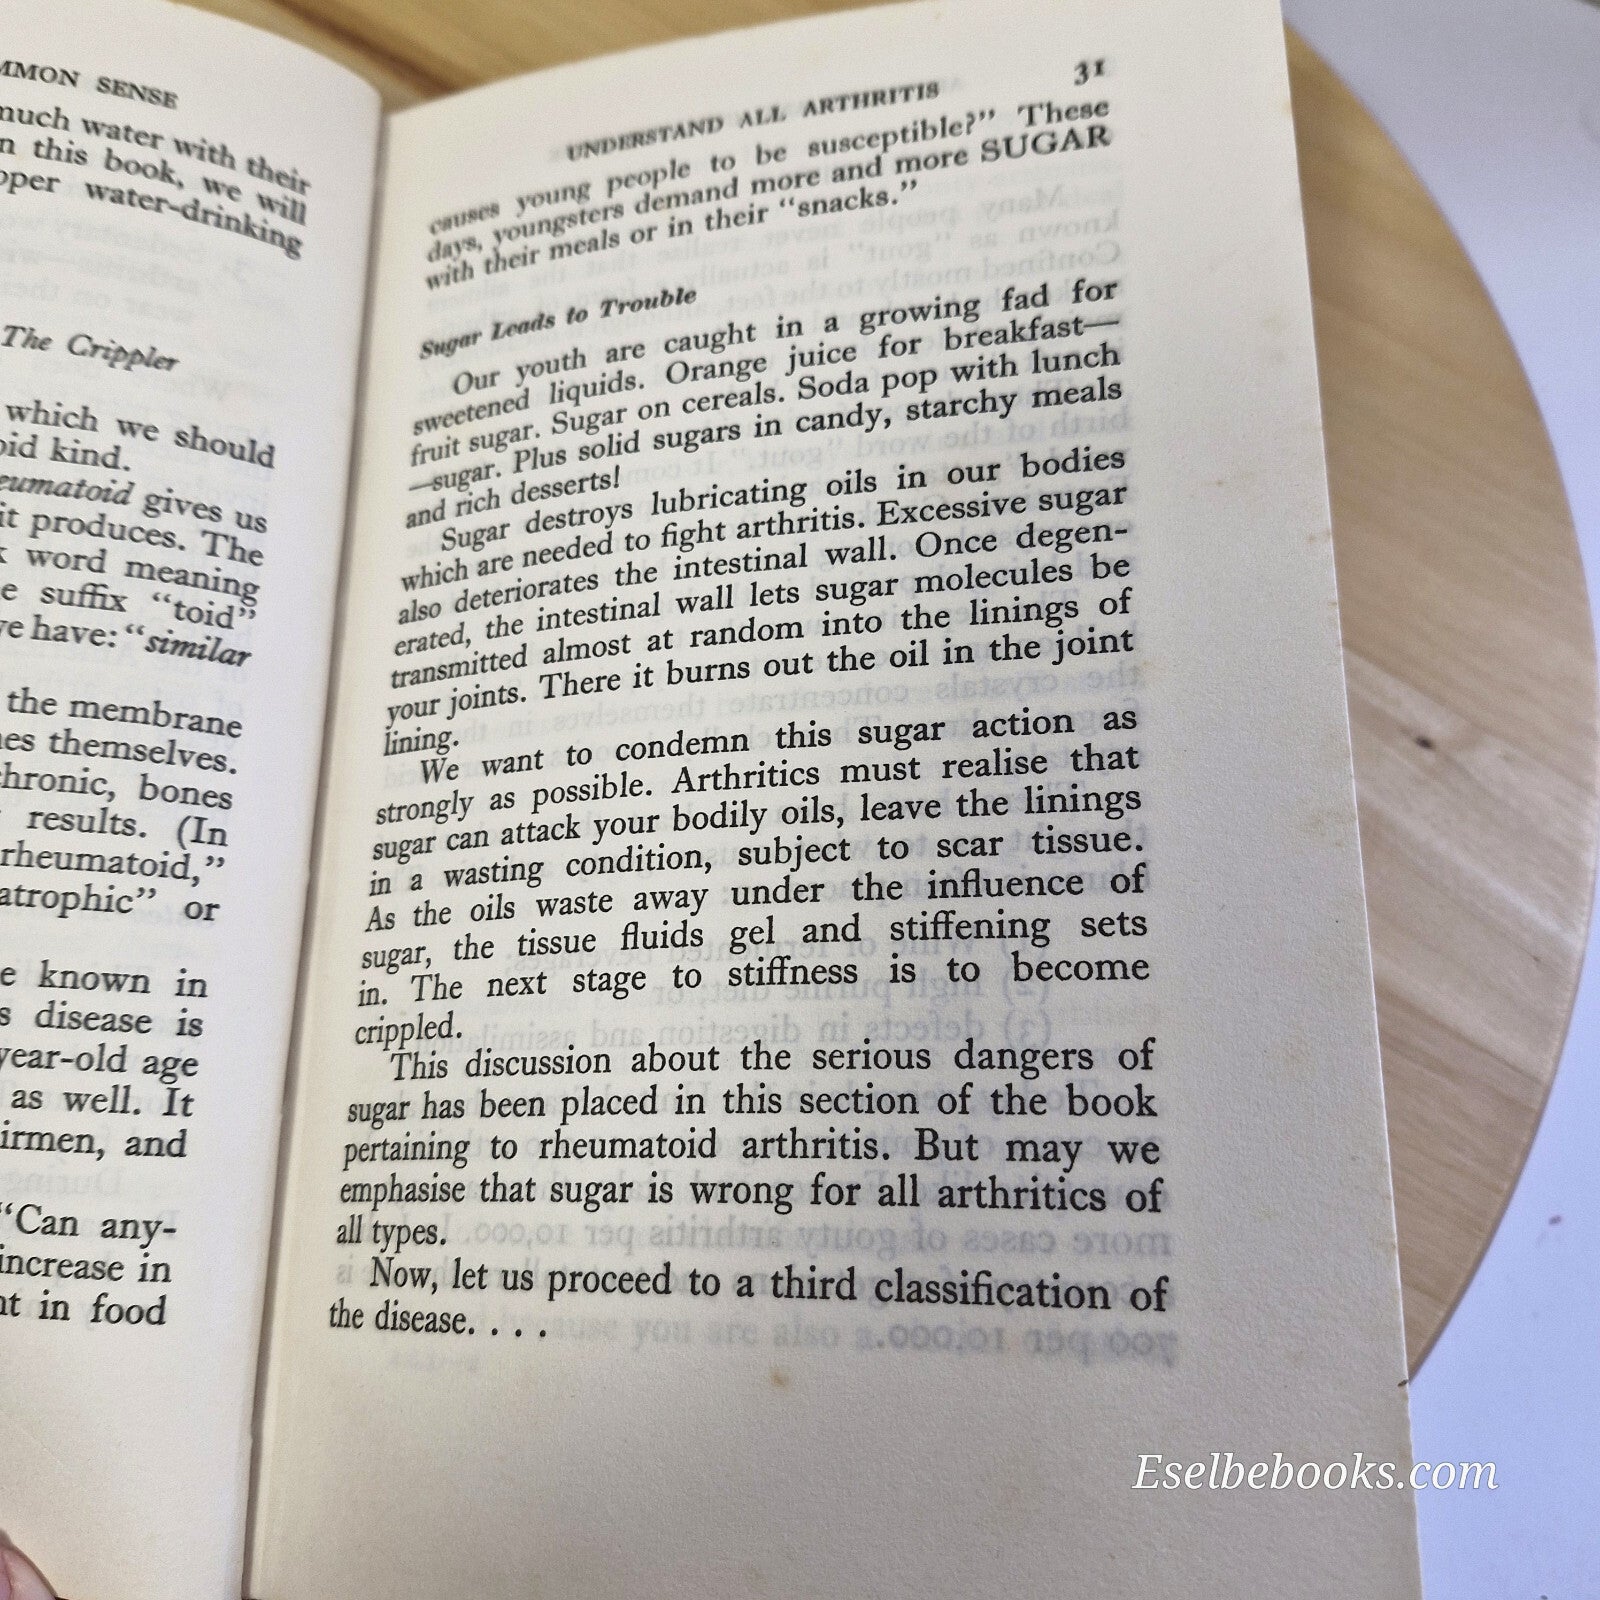 MMON SENSE
much water with their
n this book, we will
oper water-drinking
The Crippler
which we should
oid kind.
eumatoid gives us
it produces. The
k word meaning
e suffix "toid"
ve have: "similar
the membrane
nes themselves.
chronic, bones
results. (In
rheumatoid,"
atrophic" or
e known in
s disease is
year-old age
as well. It
irmen, and
"Can any-
increase in
nt in food
UNDERSTAND ALL ARTHRITIS 31
causes young people to be susceptible?" These
days, youngsters demand more and more SUGAR
with their meals or in their "snacks."
Sugar Leads to Trouble
Our youth are caught in a growing fad for
sweetened liquids. Orange juice for breakfast—
fruit sugar. Sugar on cereals. Soda pop with lunch
—sugar. Plus solid sugars in candy, starchy meals
and rich desserts!
Sugar destroys lubricating oils in our bodies
which are needed to fight arthritis. Excessive sugar
also deteriorates the intestinal wall. Once degen-
erated, the intestinal wall lets sugar molecules be
transmitted almost at random into the linings of
your joints. There it burns out the oil in the joint
lining.
We want to condemn this sugar action as
strongly as possible. Arthritics must realise that
sugar can attack your bodily oils, leave the linings
in a wasting condition, subject to scar tissue.
As the oils waste away under the influence of
sugar, the tissue fluids gel and stiffening sets
in. The next stage to stiffness is to become
crippled.
This discussion about the serious dangers of
sugar has been placed in this section of the book
pertaining to rheumatoid arthritis. But may we
emphasise that sugar is wrong for all arthritics of
all types.
Now, let us proceed to a third classification of
the disease. . . .
Eselbebooks.com